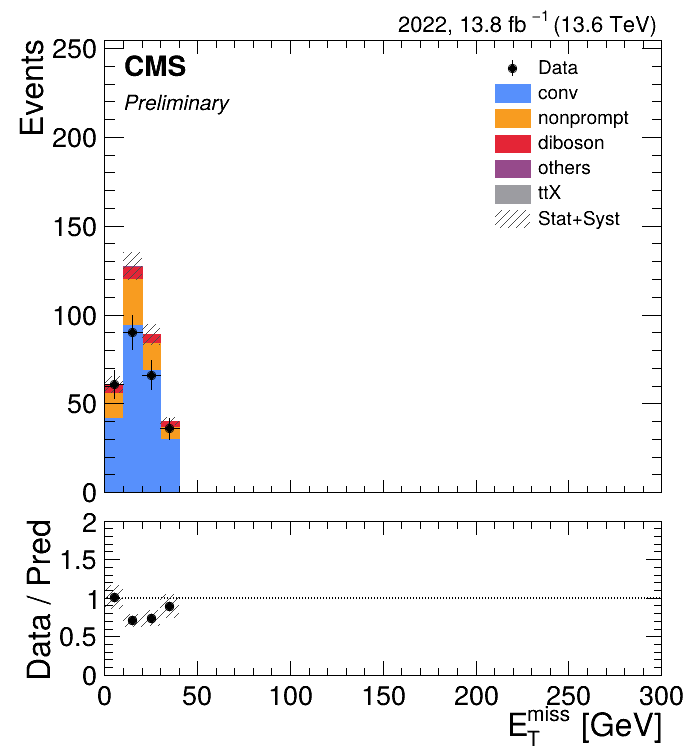 2022, 13.8 fb⁻¹ (13.6 TeV)
Events
250
200
150
100
50
0
CMS
Preliminary
Data
conv
nonprompt
diboson
others
ttX
Stat+Syst
Data / Pred
2
1.5
1
0.5
0
0 50 100 150 200 250 300
E_T^miss [GeV]